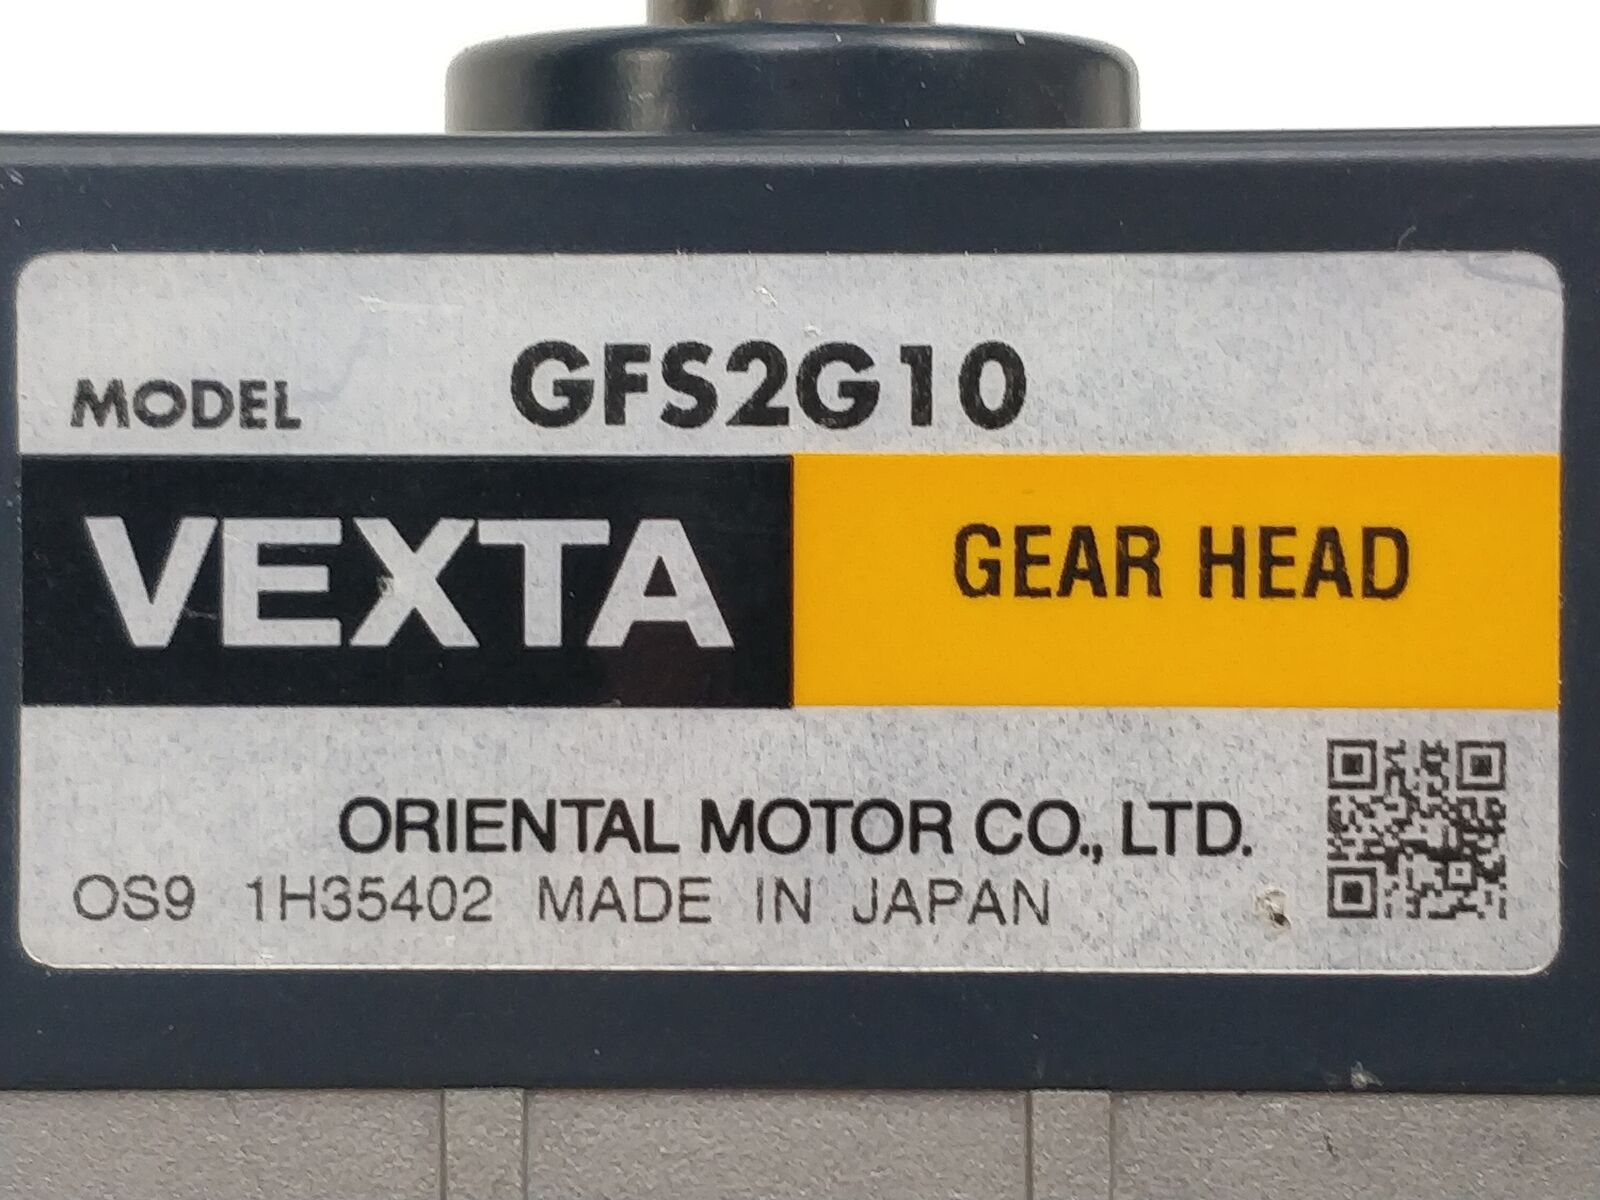 MODEL GFS2G10
VEXTA GEAR HEAD
ORIENTAL MOTOR CO., LTD.
OS9 1H35402 MADE IN JAPAN